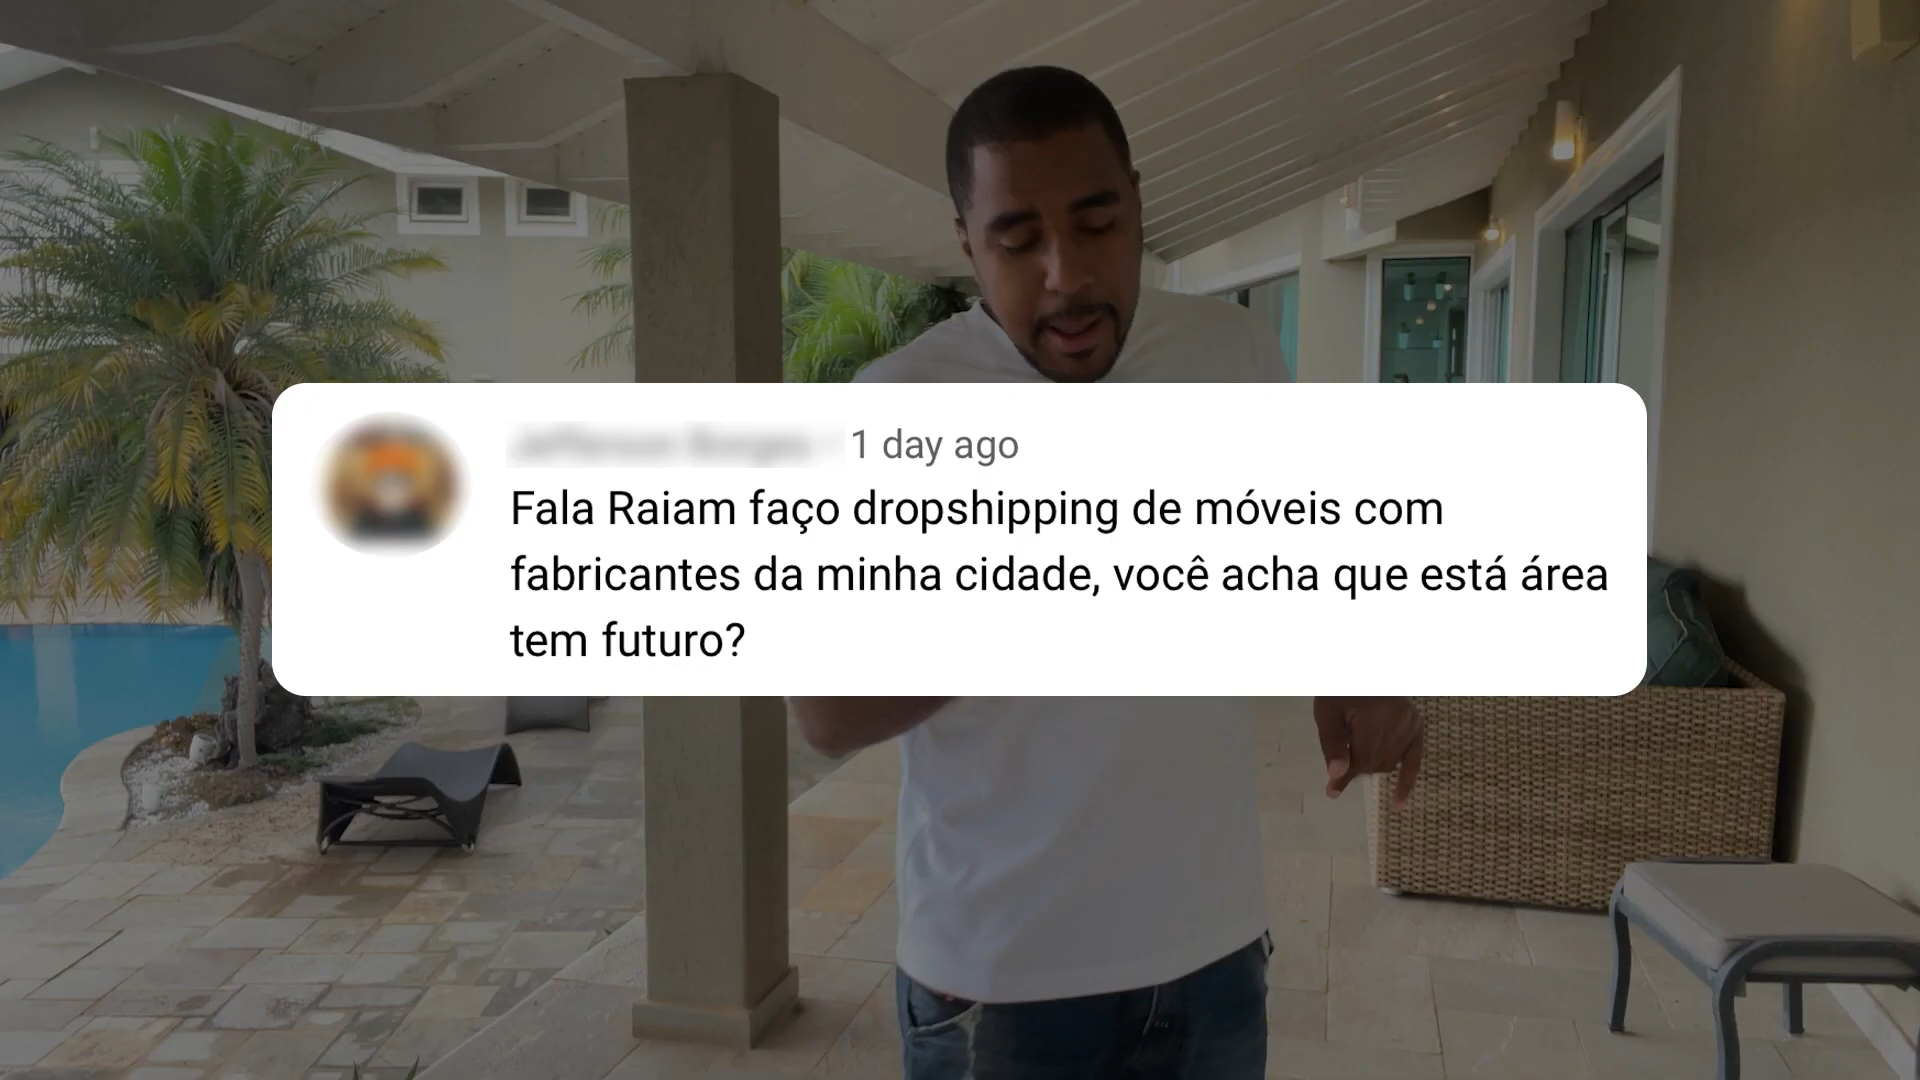 1 day ago
Fala Raiam faço dropshipping de móveis com
fabricantes da minha cidade, você acha que está área
tem futuro?